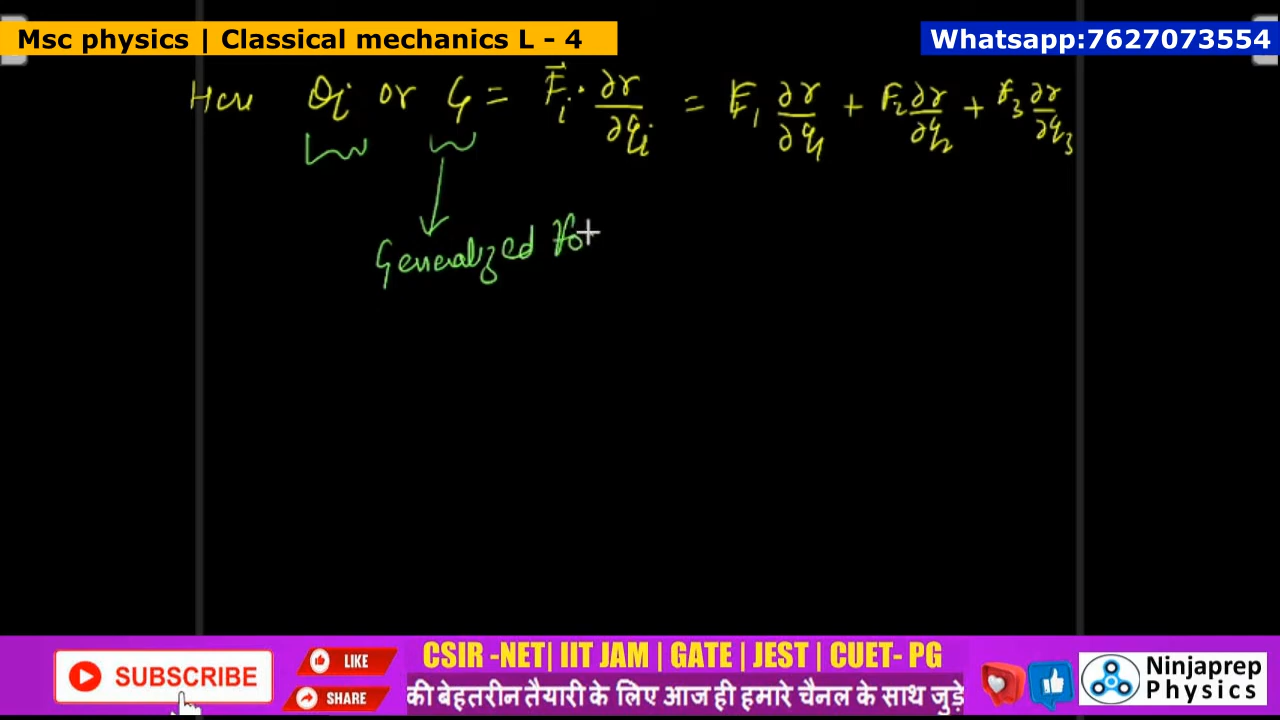 Msc physics | Classical mechanics L - 4
Whatsapp:7627073554
Here Qi or G = F⃗i · ∂r/∂qi = F1 ∂r/∂q1 + F2 ∂r/∂q2 + F3 ∂r/∂q3
Generalized fo
SUBSCRIBE
LIKE
SHARE
CSIR -NET| IIT JAM | GATE | JEST | CUET- PG
की बेहतरीन तैयारी के लिए आज ही हमारे चैनल के साथ जुड़े
Ninjaprep
Physics